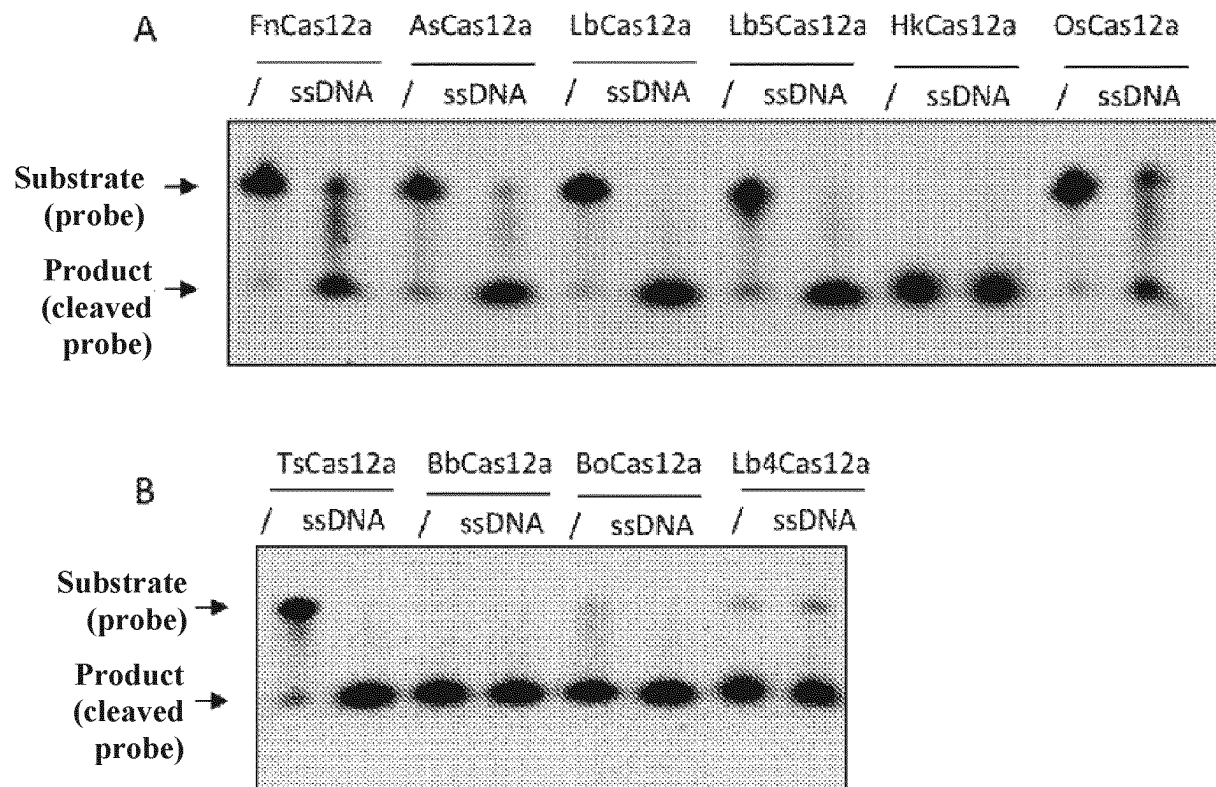 A
FnCas12a AsCas12a LbCas12a Lb5Cas12a HkCas12a OsCas12a
/ ssDNA / ssDNA / ssDNA / ssDNA / ssDNA / ssDNA
Substrate
(probe)
Product
(cleaved
probe)
B
TsCas12a BbCas12a BoCas12a Lb4Cas12a
/ ssDNA / ssDNA / ssDNA / ssDNA
Substrate
(probe)
Product
(cleaved
probe)